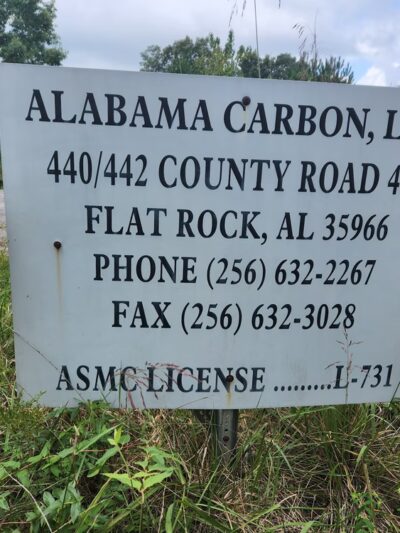 ALABAMA CARBON, L
440/442 COUNTY ROAD 4
FLAT ROCK, AL 35966
PHONE (256) 632-2267
FAX (256) 632-3028
ASMC LICENSE .........L-731